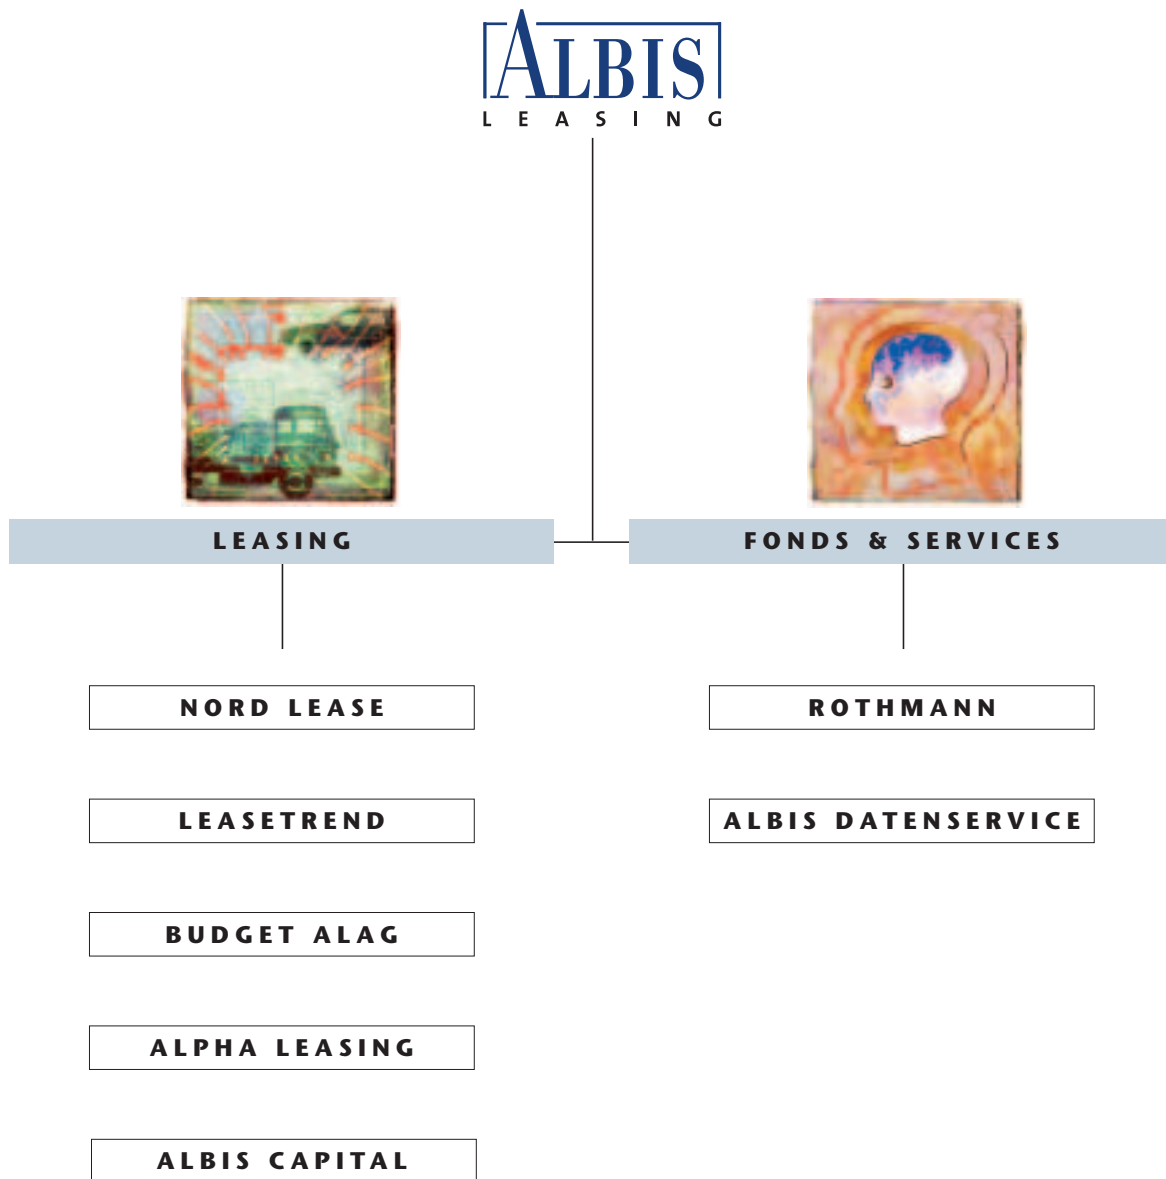 ALBIS
LEASING
LEASING
FONDS & SERVICES
NORD LEASE
ROTHMANN
LEASETREND
ALBIS DATENSERVICE
BUDGET ALAG
ALPHA LEASING
ALBIS CAPITAL